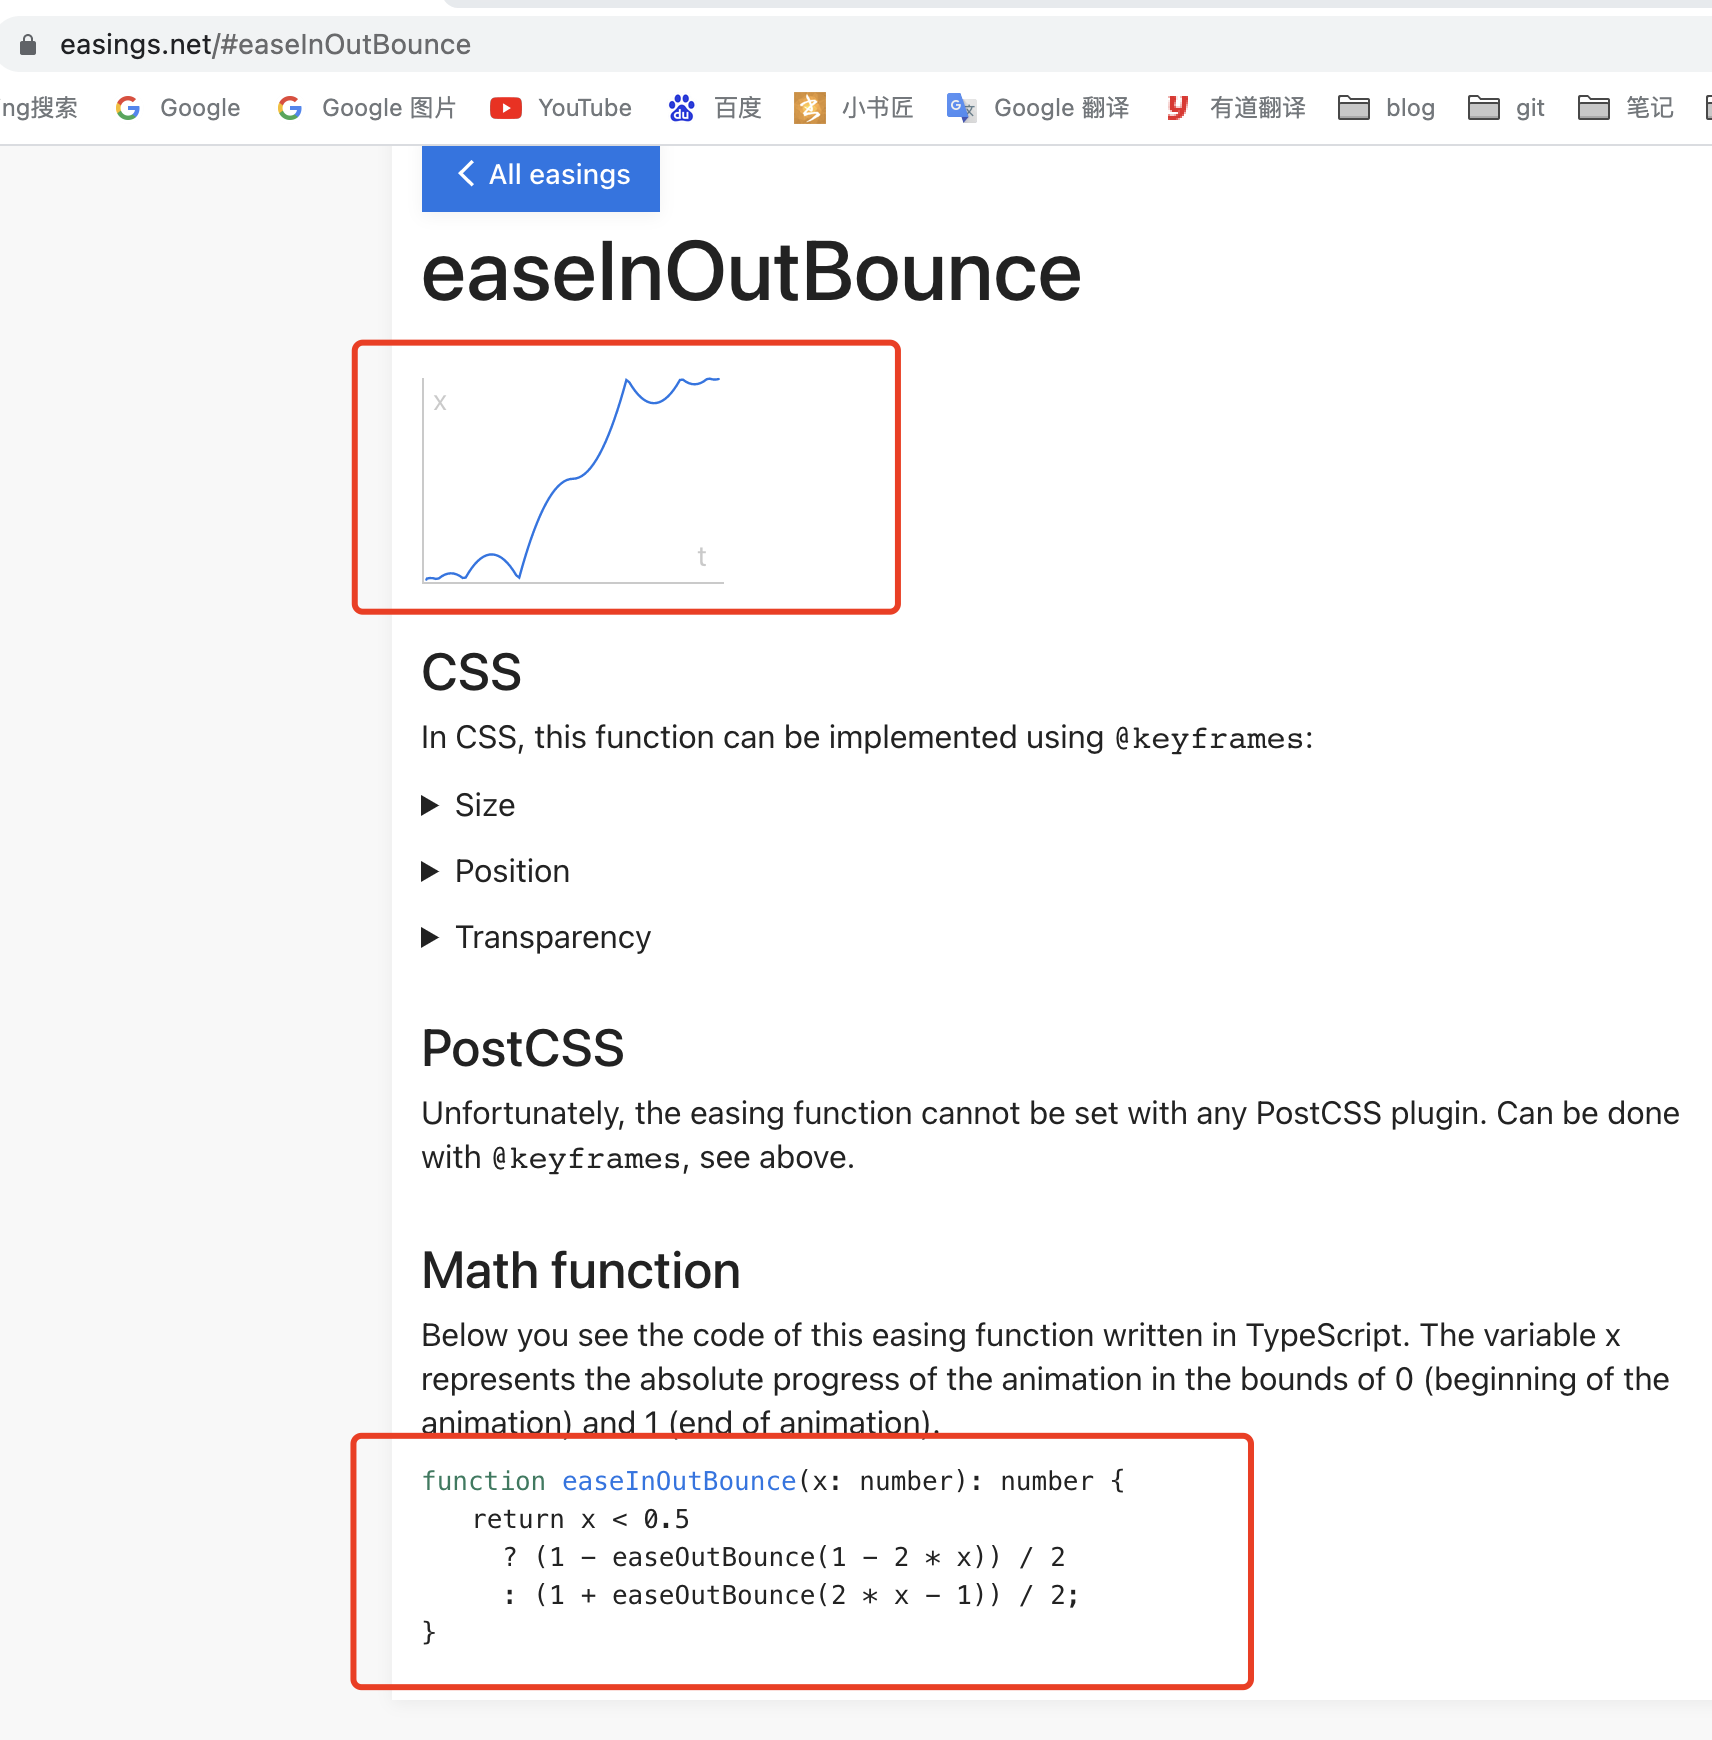 easings.net/#easeInOutBounce
ng搜索 Google Google 图片 YouTube 百度 小书匠 Google 翻译 有道翻译 blog git 笔记
All easings
easeInOutBounce
x
t
CSS
In CSS, this function can be implemented using @keyframes:
Size
Position
Transparency
PostCSS
Unfortunately, the easing function cannot be set with any PostCSS plugin. Can be done
with @keyframes, see above.
Math function
Below you see the code of this easing function written in TypeScript. The variable x
represents the absolute progress of the animation in the bounds of 0 (beginning of the
animation) and 1 (end of animation).
function easeInOutBounce(x: number): number {
return x < 0.5
? (1 - easeOutBounce(1 - 2 * x)) / 2
: (1 + easeOutBounce(2 * x - 1)) / 2;
}